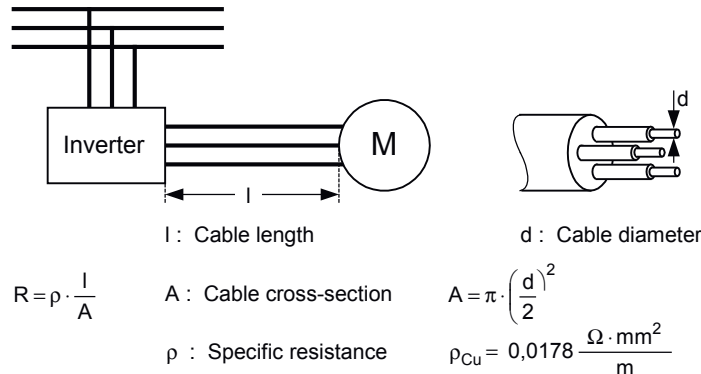 Inverter
M
d
l
l : Cable length
d : Cable diameter
R = ρ · l / A
A : Cable cross-section
A = π · (d / 2)²
ρ : Specific resistance
ρCu = 0,0178 Ω · mm² / m